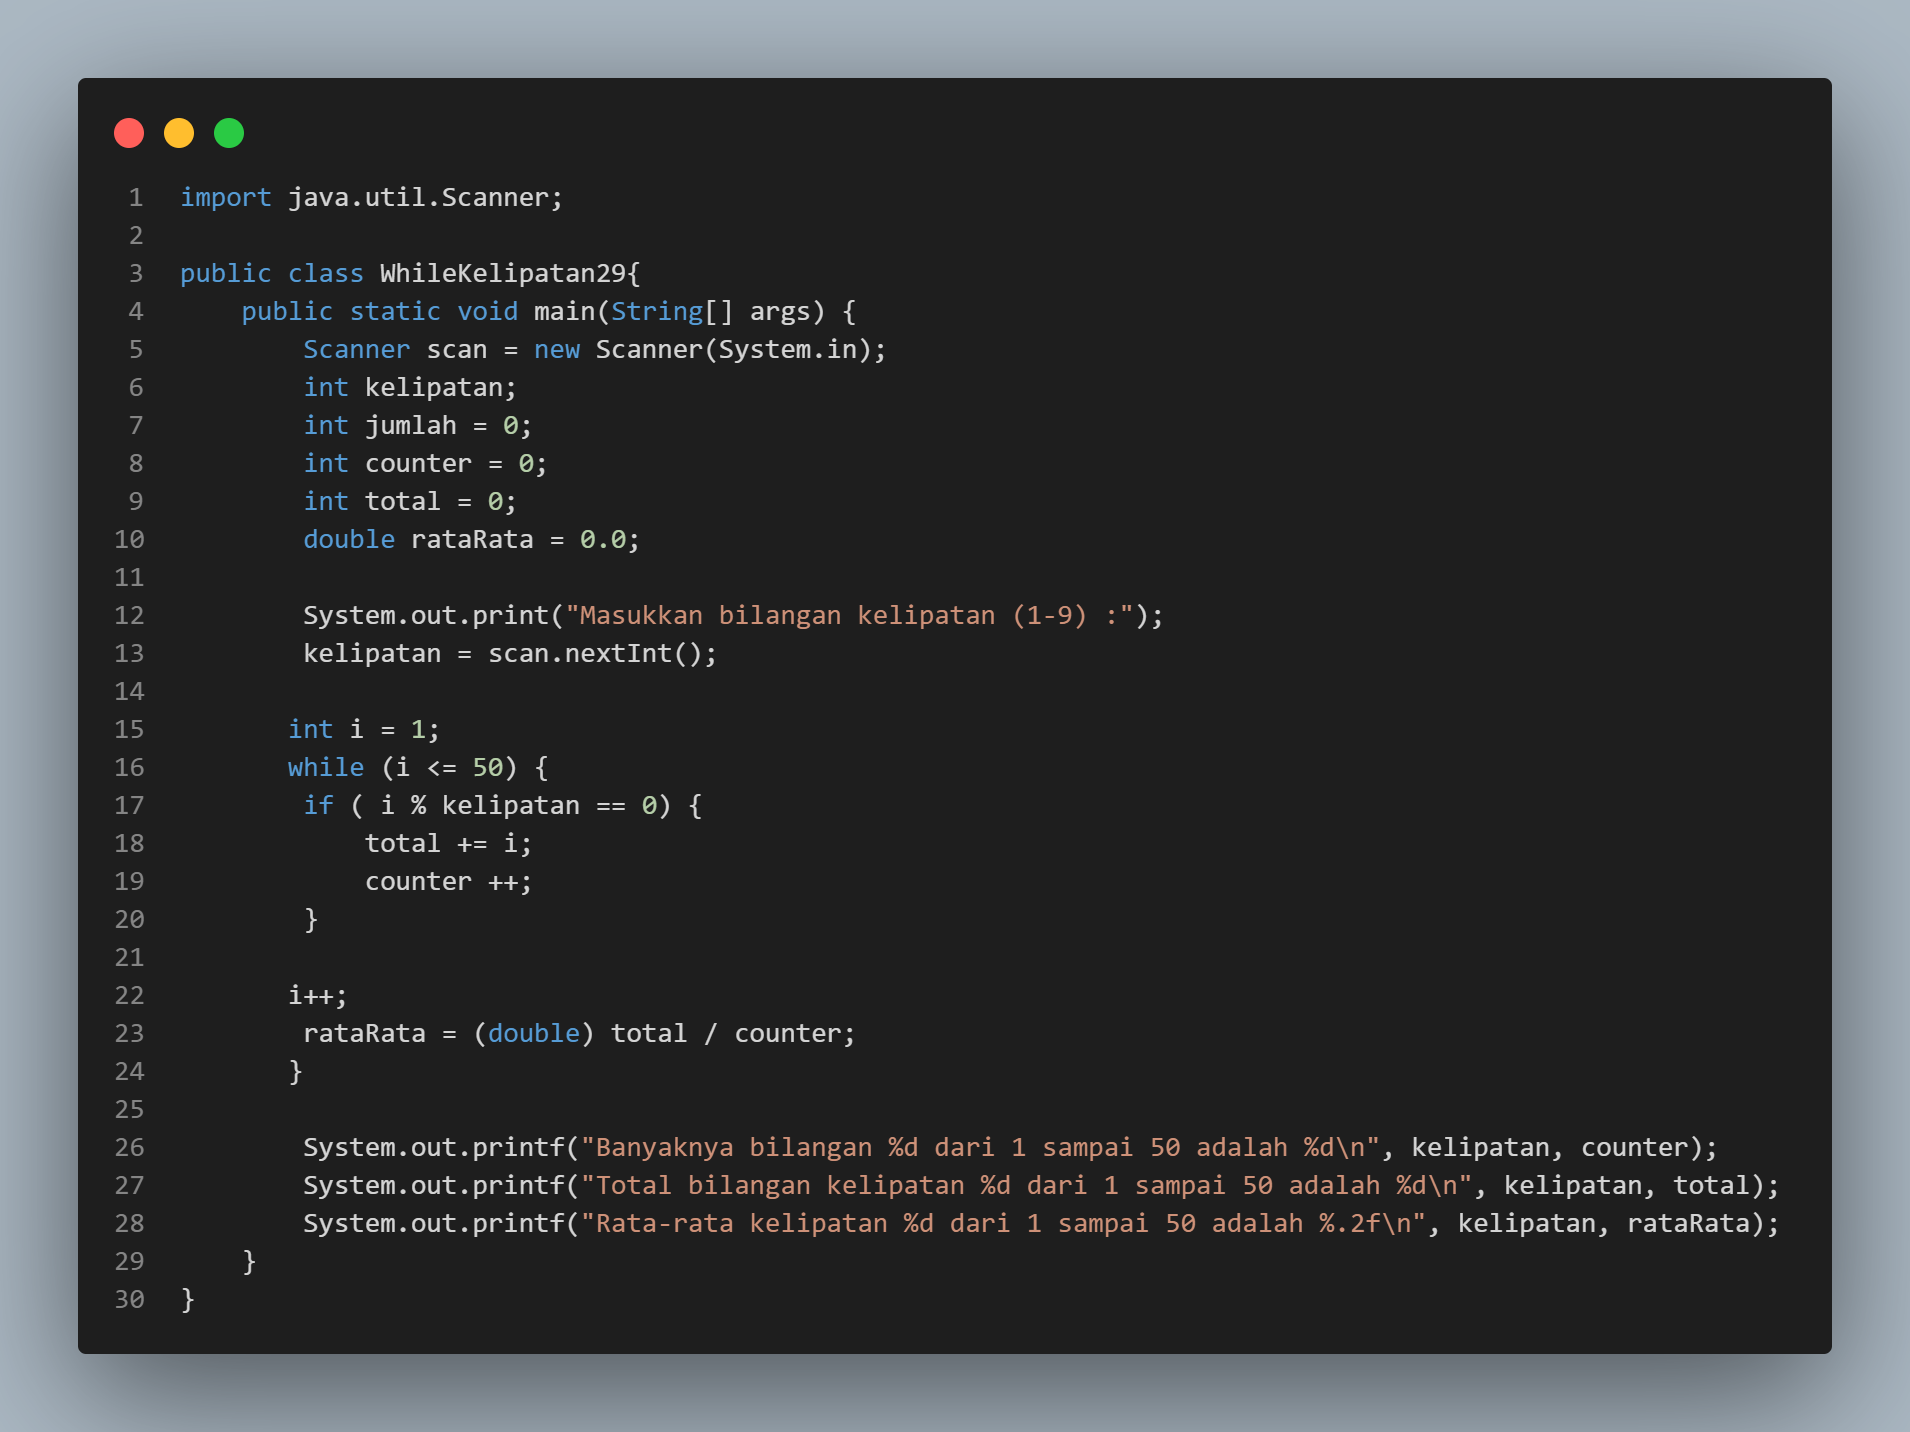 1 import java.util.Scanner;
2
3 public class WhileKelipatan29{
4     public static void main(String[] args) {
5         Scanner scan = new Scanner(System.in);
6         int kelipatan;
7         int jumlah = 0;
8         int counter = 0;
9         int total = 0;
10         double rataRata = 0.0;
11
12         System.out.print("Masukkan bilangan kelipatan (1-9) :");
13         kelipatan = scan.nextInt();
14
15        int i = 1;
16        while (i <= 50) {
17         if ( i % kelipatan == 0) {
18             total += i;
19             counter ++;
20         }
21
22        i++;
23         rataRata = (double) total / counter;
24        }
25
26         System.out.printf("Banyaknya bilangan %d dari 1 sampai 50 adalah %d\n", kelipatan, counter);
27         System.out.printf("Total bilangan kelipatan %d dari 1 sampai 50 adalah %d\n", kelipatan, total);
28         System.out.printf("Rata-rata kelipatan %d dari 1 sampai 50 adalah %.2f\n", kelipatan, rataRata);
29     }
30 }